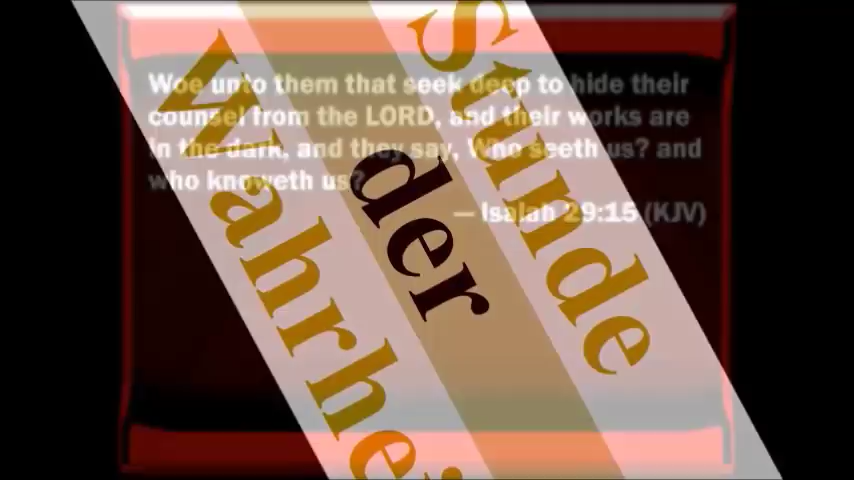 Woe unto them that seek deep to hide their
counsel from the LORD, and their works are
in the dark, and they say, Who seeth us? and
who knoweth us?
— Isaiah 29:15 (KJV)
Stunde
der
Wahrhei